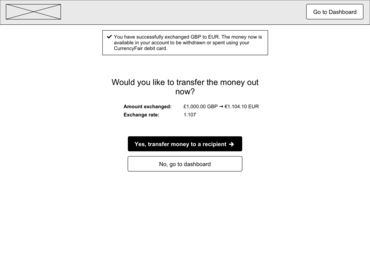 Go to Dashboard
✔ You have successfully exchanged GBP to EUR. The money now is
available in your account to be withdrawn or spent using your
CurrencyFair debit card.
Would you like to transfer the money out
now?
Amount exchanged: £1,000.00 GBP ➞ €1.104.10 EUR
Exchange rate: 1.107
Yes, transfer money to a recipient →
No, go to dashboard